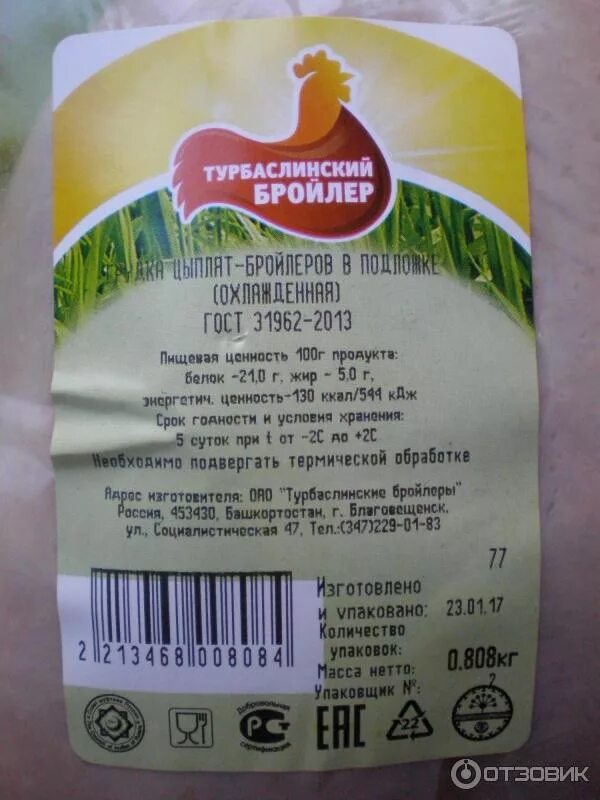 ТУРБАСЛИНСКИЙ
БРОЙЛЕР
ГРУДКА ЦЫПЛЯТ-БРОЙЛЕРОВ В ПОДЛОЖКЕ
(ОХЛАЖДЕННАЯ)
ГОСТ 31962-2013
Пищевая ценность 100г продукта:
белок -21,0 г, жир - 5,0 г,
энергетич. ценность-130 ккал/544 кДж
Срок годности и условия хранения:
5 суток при t от -2С до +2С
Необходимо подвергать термической обработке
Адрес изготовителя: ОАО "Турбаслинские бройлеры"
Россия, 453430, Башкортостан, г. Благовещенск,
ул., Социалистическая 47, Тел.:(347)229-01-83
77
Изготовлено
и упаковано: 23.01.17
Количество
упаковок:
Масса нетто: 0.808кг
Упаковщик №: 2
2 213468 008084
Добровольная
сертификация
ЕАС
22
ОТЗОВИК